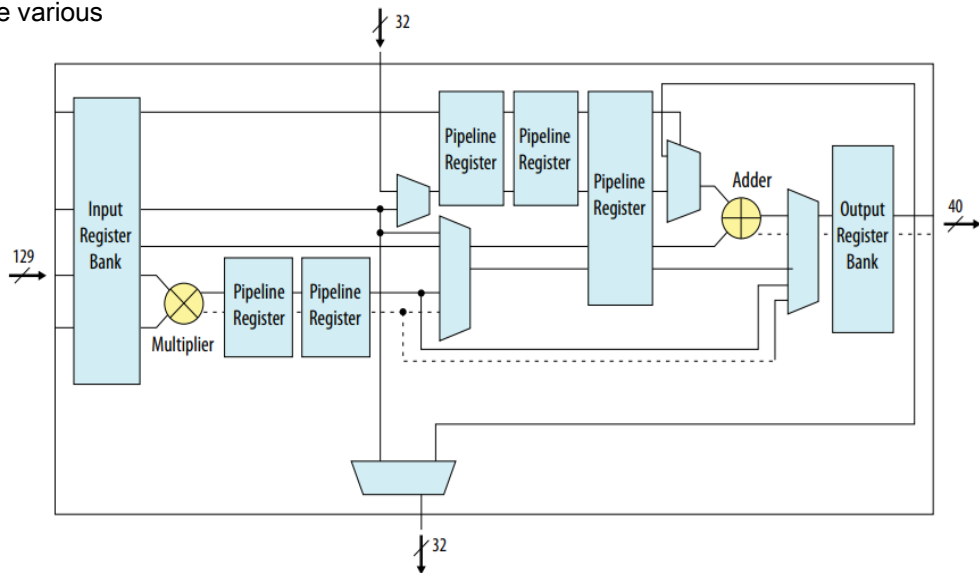 e various
32
Pipeline
Register
Pipeline
Register
Pipeline
Register
Adder
Input
Register
Bank
Output
Register
Bank
40
129
Pipeline
Register
Pipeline
Register
Multiplier
32